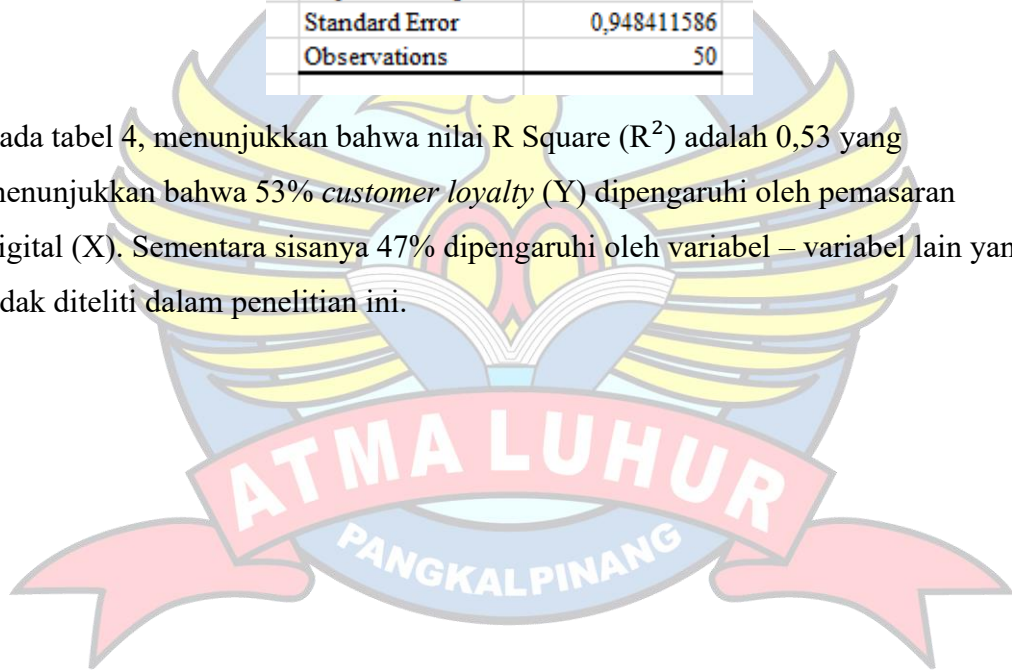 Standard Error 0,948411586
Observations 50
ada tabel 4, menunjukkan bahwa nilai R Square (R²) adalah 0,53 yang
menunjukkan bahwa 53% customer loyalty (Y) dipengaruhi oleh pemasaran
igital (X). Sementara sisanya 47% dipengaruhi oleh variabel – variabel lain yan
dak diteliti dalam penelitian ini.
ATMA LUHUR
PANGKALPINANG